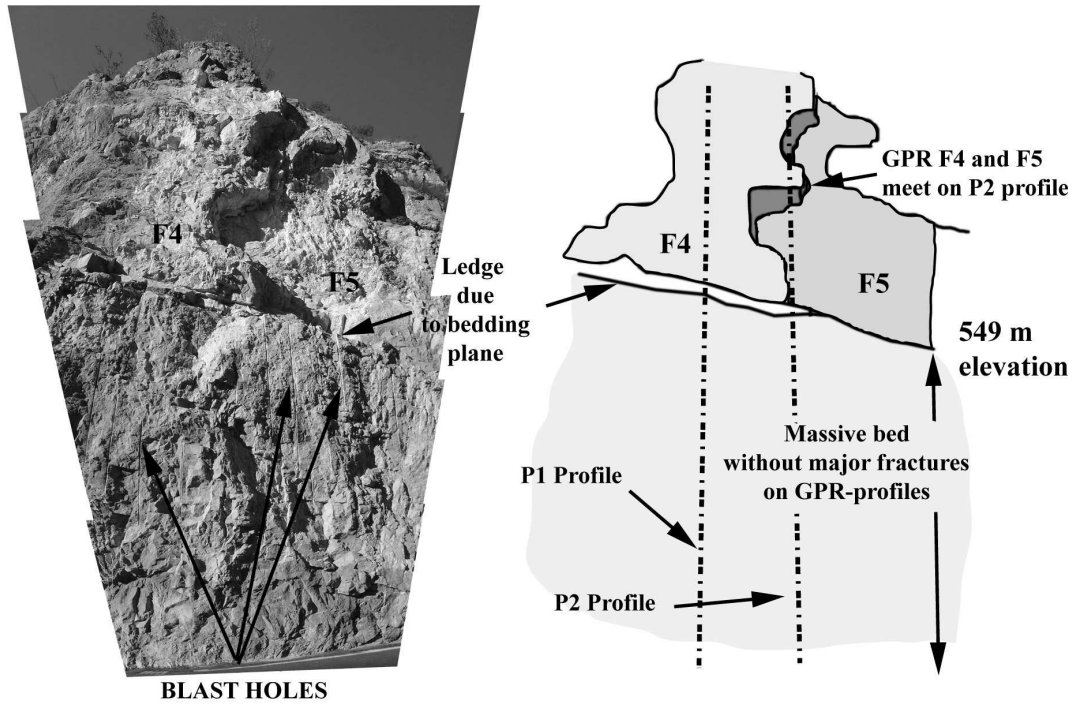 F4
F5
BLAST HOLES
Ledge
due
to bedding
plane
GPR F4 and F5
meet on P2 profile
F4
F5
549 m
elevation
Massive bed
without major fractures
on GPR-profiles
P1 Profile
P2 Profile